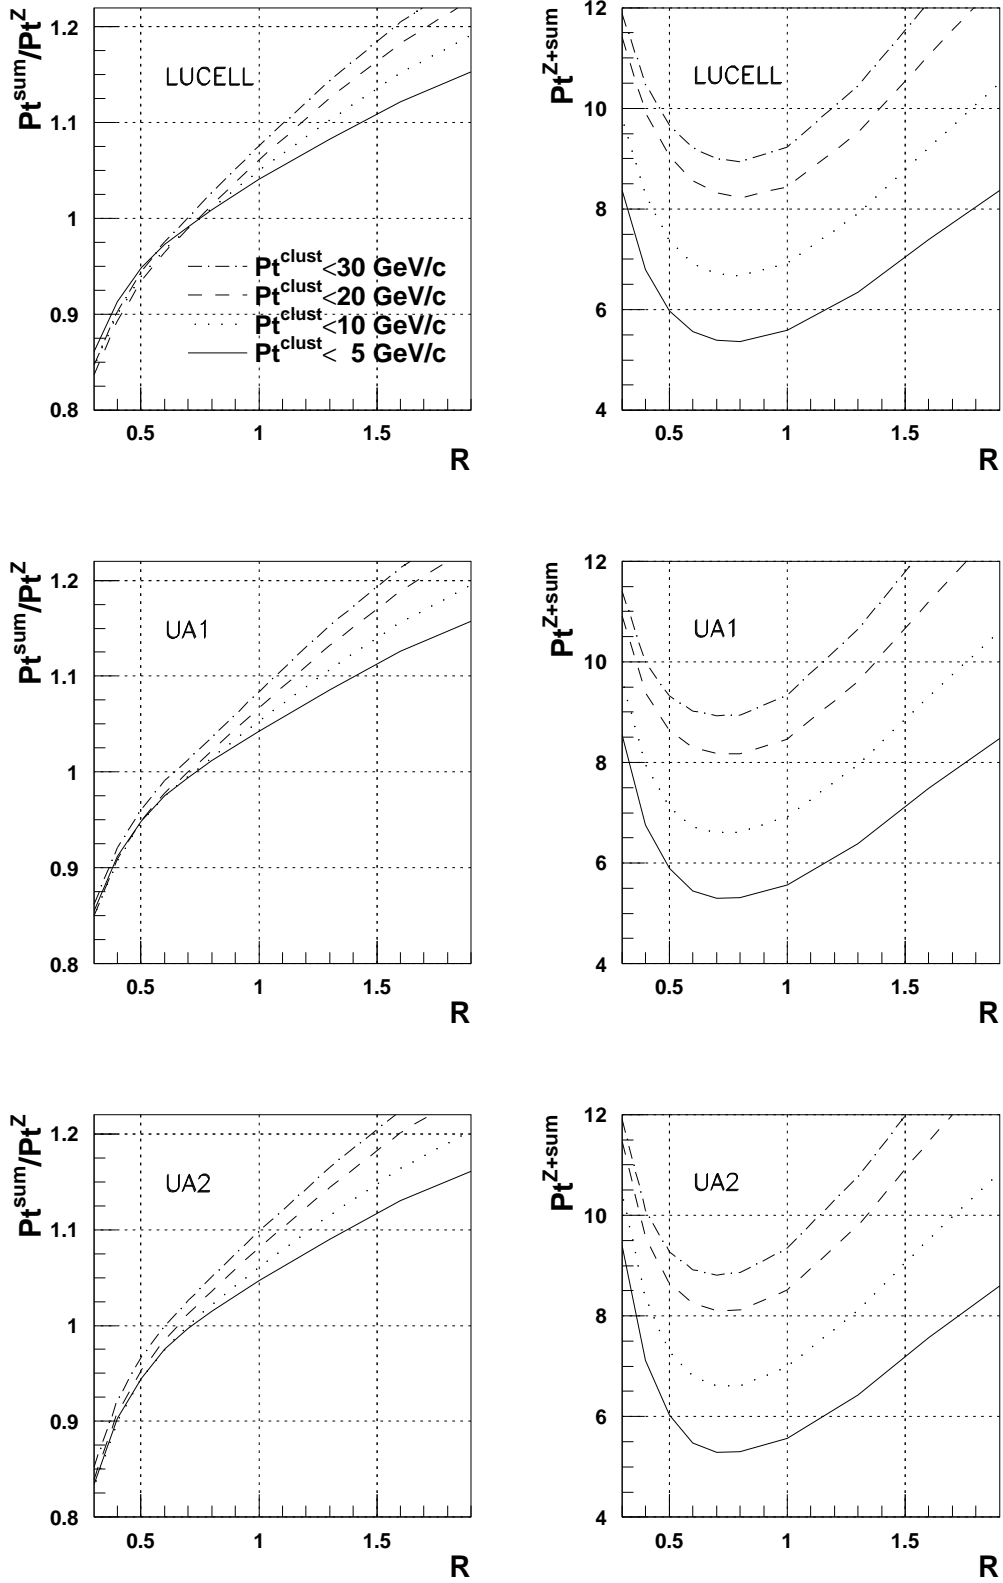 Pt^sum/Pt^Z
1.2
1.1
1
0.9
0.8
LUCELL
Pt^clust <30 GeV/c
Pt^clust <20 GeV/c
Pt^clust <10 GeV/c
Pt^clust < 5 GeV/c
0.5 1 1.5
R
Pt^Z+sum
12
10
8
6
4
LUCELL
0.5 1 1.5
R
Pt^sum/Pt^Z
1.2
1.1
1
0.9
0.8
UA1
0.5 1 1.5
R
Pt^Z+sum
12
10
8
6
4
UA1
0.5 1 1.5
R
Pt^sum/Pt^Z
1.2
1.1
1
0.9
0.8
UA2
0.5 1 1.5
R
Pt^Z+sum
12
10
8
6
4
UA2
0.5 1 1.5
R